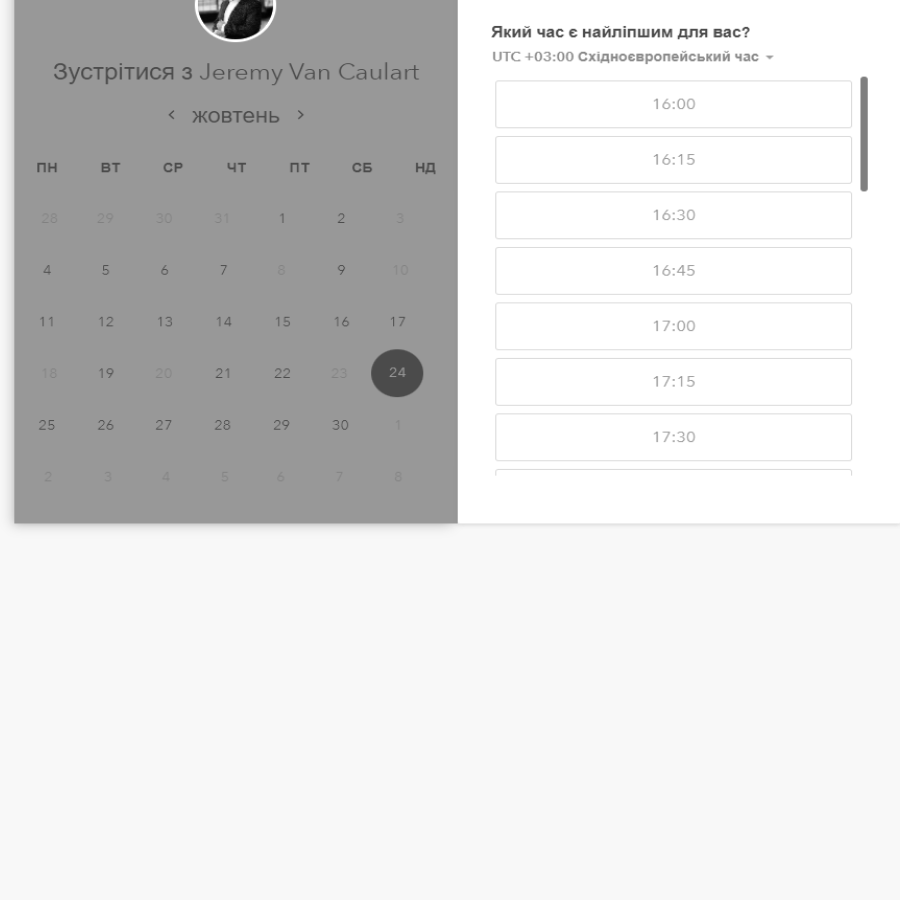 Зустрітися з Jeremy Van Caulart
жовтень
ПН ВТ СР ЧТ ПТ СБ НД
28 29 30 31 1 2 3
4 5 6 7 8 9 10
11 12 13 14 15 16 17
18 19 20 21 22 23 24
25 26 27 28 29 30 1
2 3 4 5 6 7 8
Який час є найліпшим для вас?
UTC +03:00 Східноєвропейський час
16:00
16:15
16:30
16:45
17:00
17:15
17:30